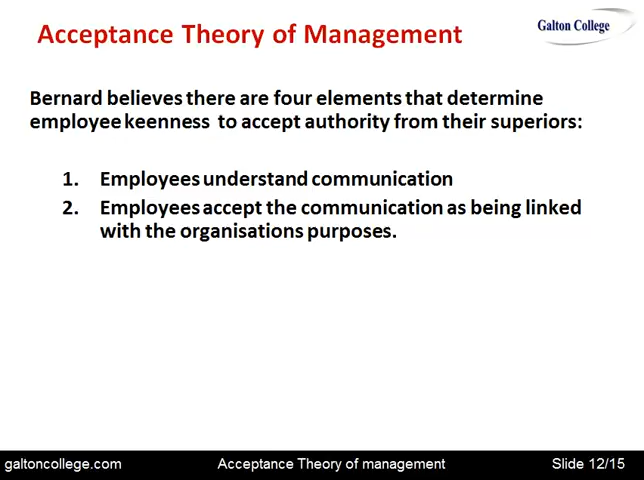 Acceptance Theory of Management
Galton College
Bernard believes there are four elements that determine
employee keenness to accept authority from their superiors:
1. Employees understand communication
2. Employees accept the communication as being linked
with the organisations purposes.
galtoncollege.com
Acceptance Theory of management
Slide 12/15